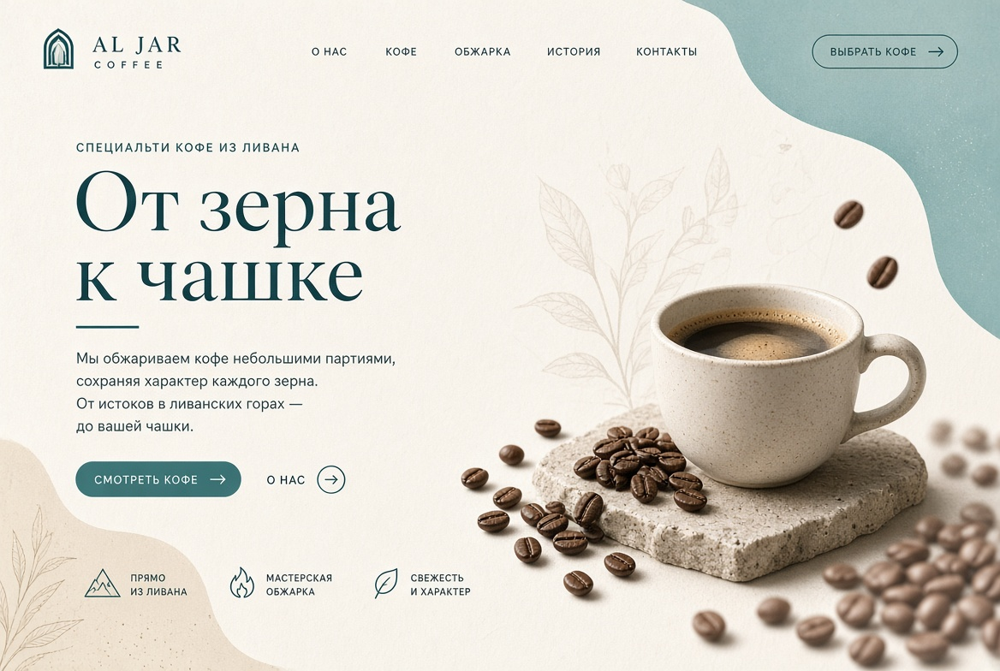 AL JAR
COFFEE
О НАС
КОФЕ
ОБЖАРКА
ИСТОРИЯ
КОНТАКТЫ
ВЫБРАТЬ КОФЕ
СПЕЦИАЛЬТИ КОФЕ ИЗ ЛИВАНА
От зерна
к чашке
Мы обжариваем кофе небольшими партиями,
сохраняя характер каждого зерна.
От истоков в ливанских горах —
до вашей чашки.
СМОТРЕТЬ КОФЕ
О НАС
ПРЯМО
ИЗ ЛИВАНА
МАСТЕРСКАЯ
ОБЖАРКА
СВЕЖЕСТЬ
И ХАРАКТЕР